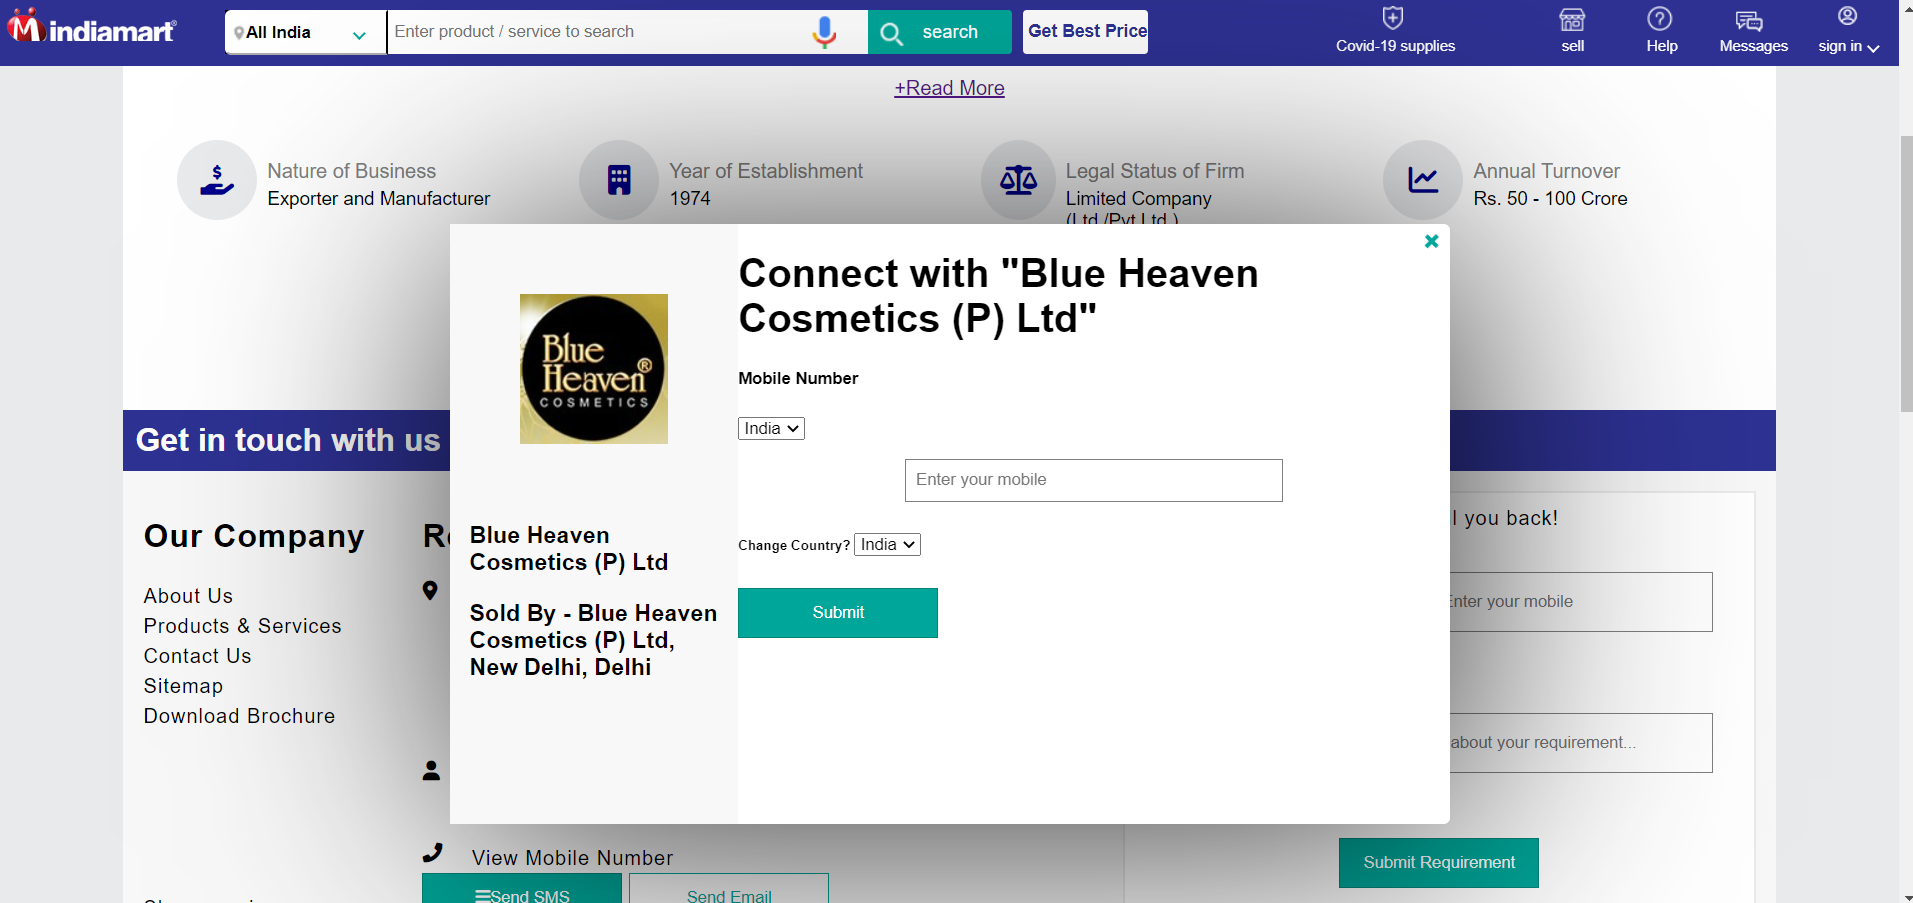 indiamart
All India
Enter product / service to search
search
Get Best Price
Covid-19 supplies
sell
Help
Messages
sign in
+Read More
Nature of Business
Exporter and Manufacturer
Year of Establishment
1974
Legal Status of Firm
Limited Company
(Ltd./Pvt.Ltd.)
Annual Turnover
Rs. 50 - 100 Crore
Connect with "Blue Heaven
Cosmetics (P) Ltd"
Blue
Heaven®
COSMETICS
Mobile Number
India
Enter your mobile
Change Country? India
Submit
Blue Heaven
Cosmetics (P) Ltd
Sold By - Blue Heaven
Cosmetics (P) Ltd,
New Delhi, Delhi
Get in touch with us
Our Company
About Us
Products & Services
Contact Us
Sitemap
Download Brochure
View Mobile Number
Send SMS
Send Email
you back!
Enter your mobile
about your requirement...
Submit Requirement